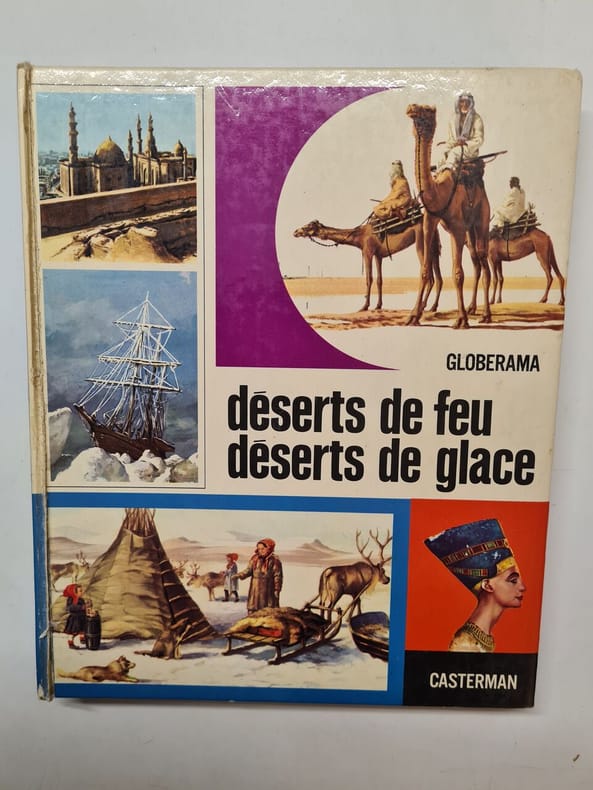 GLOBERAMA
déserts de feu
déserts de glace
CASTERMAN